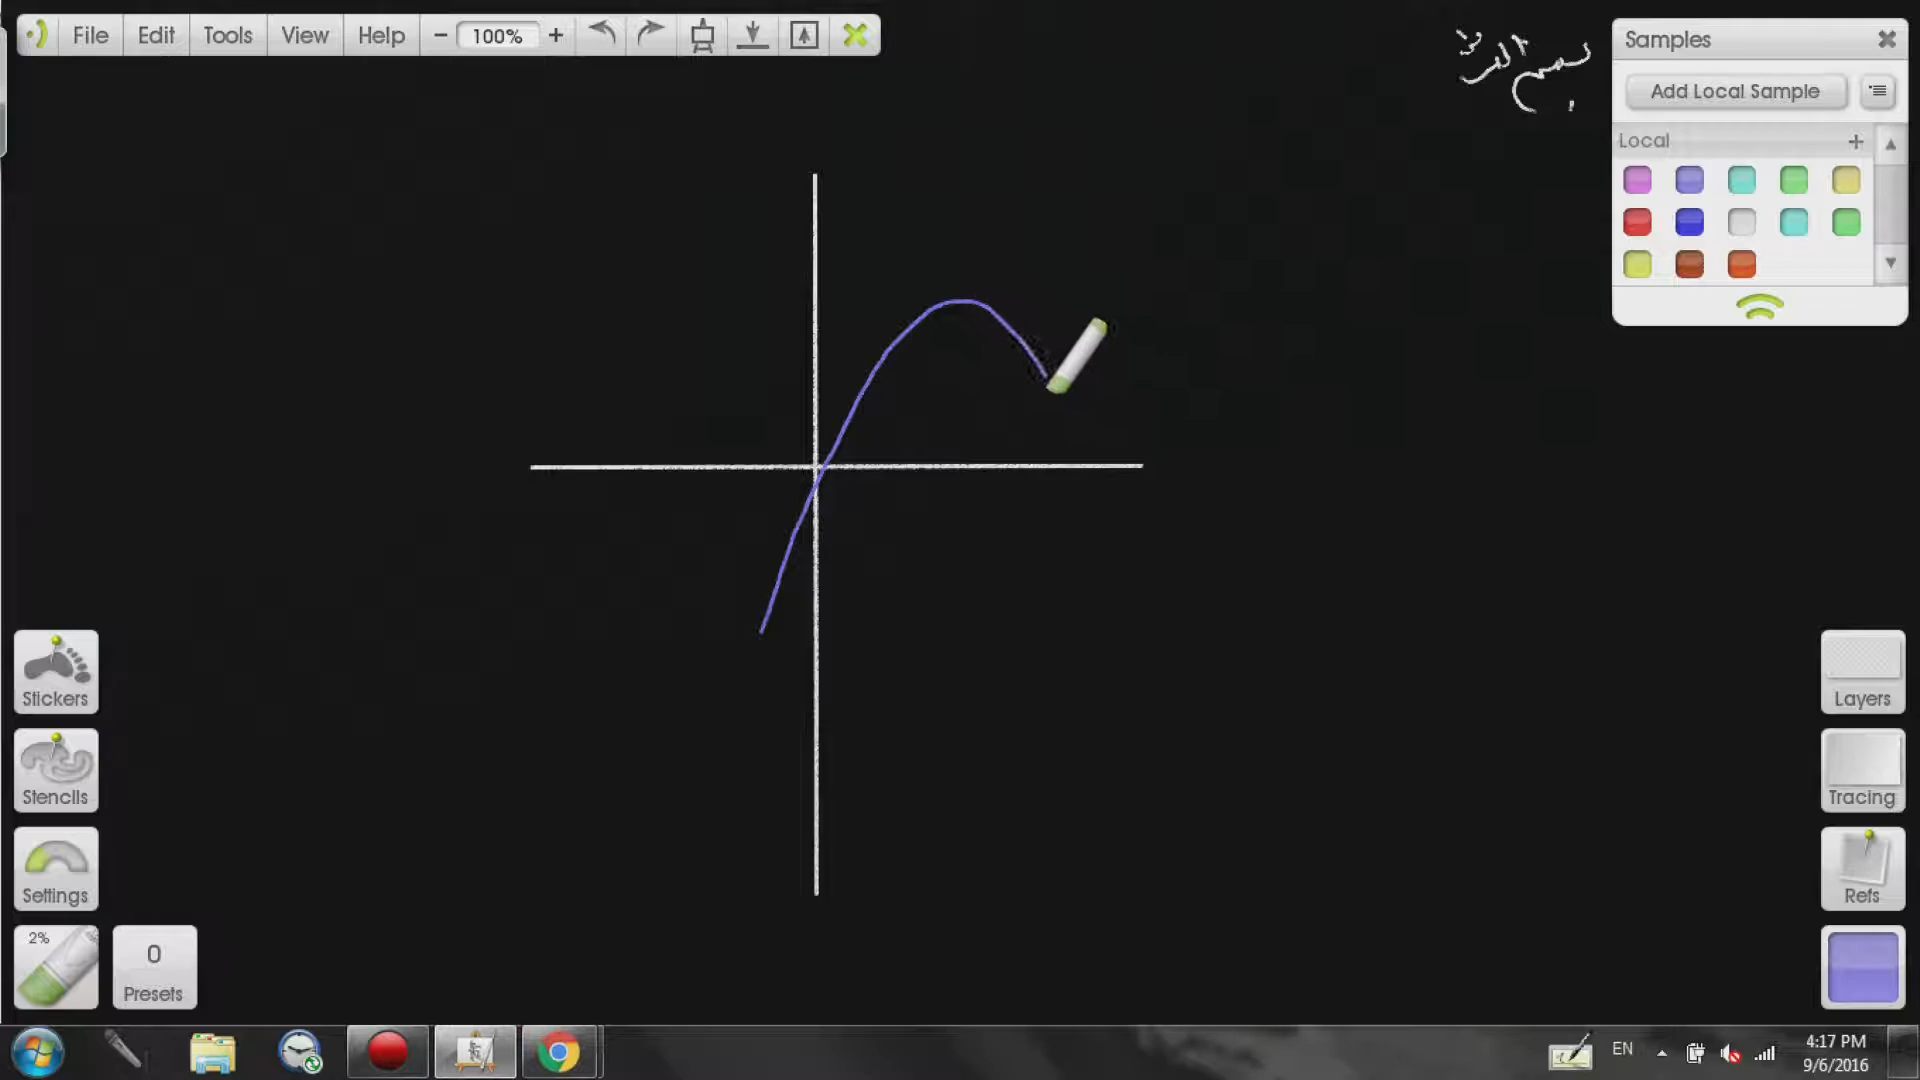 File Edit Tools View Help − 100% +
بسم الله
Samples
Add Local Sample
Local +
Stickers
Stencils
Settings
2%
0
Presets
Layers
Tracing
Refs
EN
4:17 PM
9/6/2016